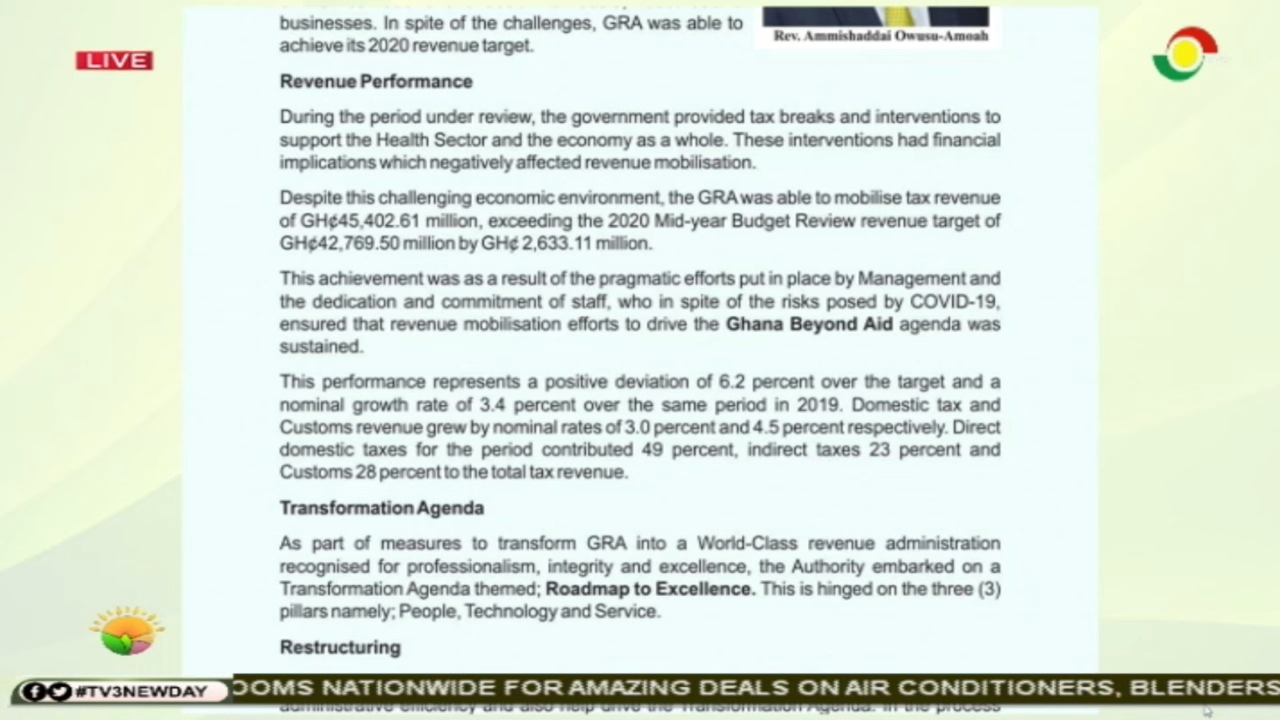 businesses. In spite of the challenges, GRA was able to
achieve its 2020 revenue target.
Rev. Ammishaddai Owusu-Amoah
LIVE
Revenue Performance
During the period under review, the government provided tax breaks and interventions to
support the Health Sector and the economy as a whole. These interventions had financial
implications which negatively affected revenue mobilisation.
Despite this challenging economic environment, the GRA was able to mobilise tax revenue
of GH¢45,402.61 million, exceeding the 2020 Mid-year Budget Review revenue target of
GH¢42,769.50 million by GH¢ 2,633.11 million.
This achievement was as a result of the pragmatic efforts put in place by Management and
the dedication and commitment of staff, who in spite of the risks posed by COVID-19,
ensured that revenue mobilisation efforts to drive the Ghana Beyond Aid agenda was
sustained.
This performance represents a positive deviation of 6.2 percent over the target and a
nominal growth rate of 3.4 percent over the same period in 2019. Domestic tax and
Customs revenue grew by nominal rates of 3.0 percent and 4.5 percent respectively. Direct
domestic taxes for the period contributed 49 percent, indirect taxes 23 percent and
Customs 28 percent to the total tax revenue.
Transformation Agenda
As part of measures to transform GRA into a World-Class revenue administration
recognised for professionalism, integrity and excellence, the Authority embarked on a
Transformation Agenda themed; Roadmap to Excellence. This is hinged on the three (3)
pillars namely; People, Technology and Service.
Restructuring
#TV3NEWDAY
OOMS NATIONWIDE FOR AMAZING DEALS ON AIR CONDITIONERS, BLENDERS
administrative efficiency and also help drive the Transformation Agenda. In the process